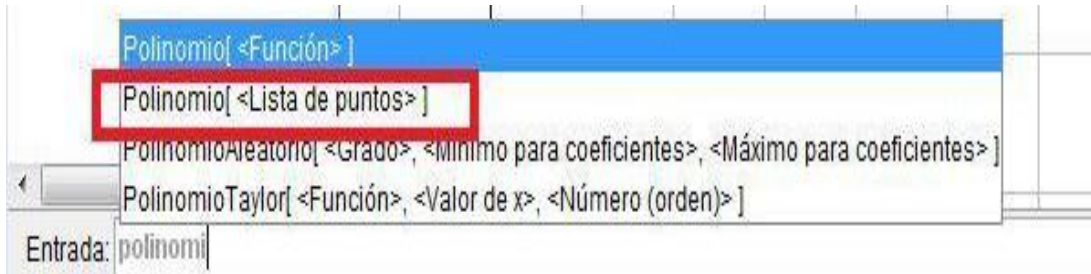 Polinomio[ <Función> ]
Polinomio[ <Lista de puntos> ]
PolinomioAleatorio[ <Grado>, <Mínimo para coeficientes>, <Máximo para coeficientes> ]
PolinomioTaylor[ <Función>, <Valor de x>, <Número (orden)> ]
Entrada: polinomi